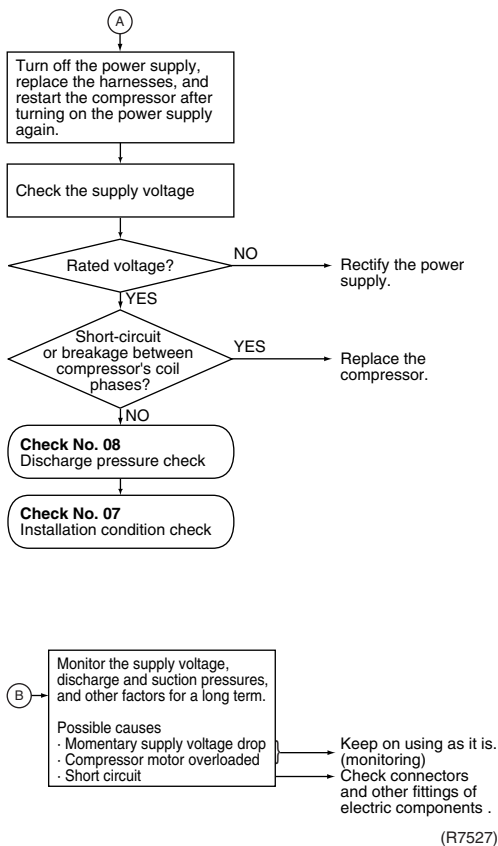 A
Turn off the power supply,
replace the harnesses, and
restart the compressor after
turning on the power supply
again.
Check the supply voltage
Rated voltage?
NO
Rectify the power
supply.
YES
Short-circuit
or breakage between
compressor's coil
phases?
YES
Replace the
compressor.
NO
Check No. 08
Discharge pressure check
Check No. 07
Installation condition check
B
Monitor the supply voltage,
discharge and suction pressures,
and other factors for a long term.
Possible causes
· Momentary supply voltage drop
· Compressor motor overloaded
· Short circuit
Keep on using as it is.
(monitoring)
Check connectors
and other fittings of
electric components .
(R7527)